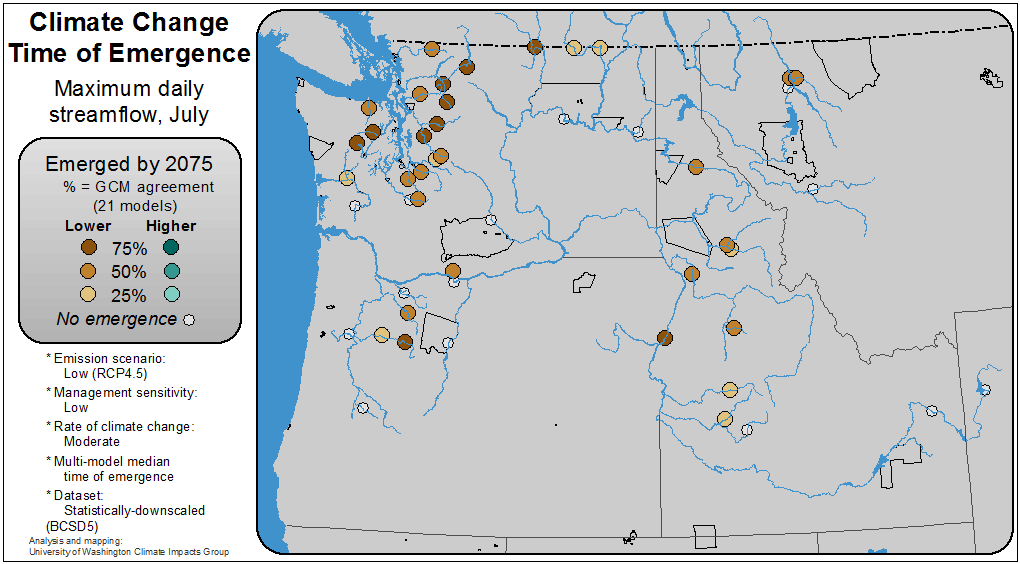 Climate Change
Time of Emergence
Maximum daily
streamflow, July
Emerged by 2075
% = GCM agreement
(21 models)
Lower Higher
75%
50%
25%
No emergence
* Emission scenario:
Low (RCP4.5)
* Management sensitivity:
Low
* Rate of climate change:
Moderate
* Multi-model median
time of emergence
* Dataset:
Statistically-downscaled
(BCSD5)
Analysis and mapping:
University of Washington Climate Impacts Group